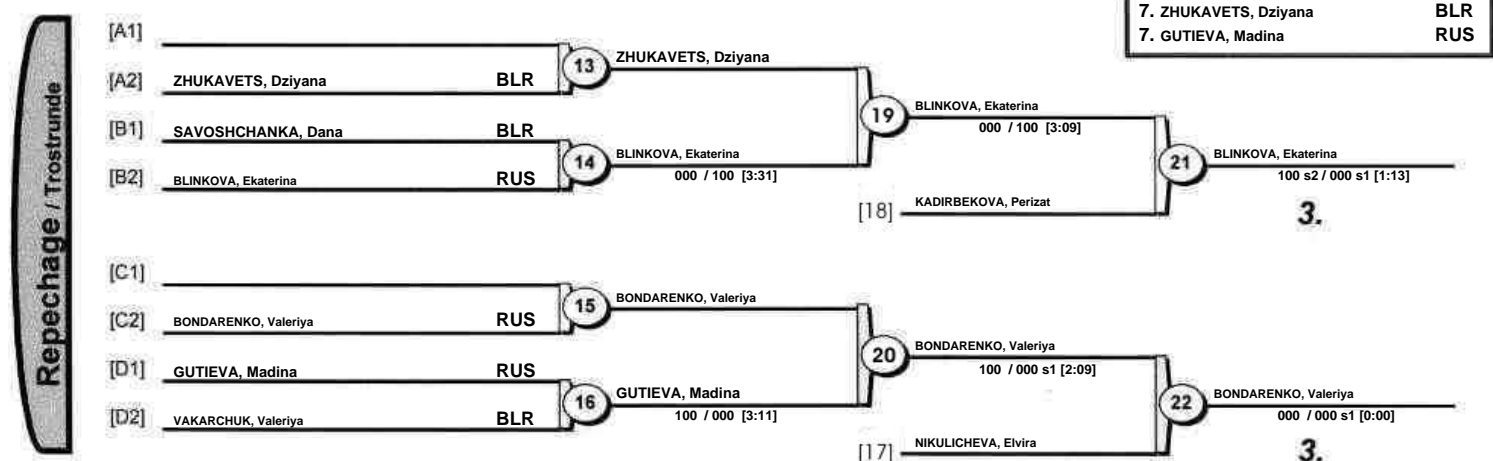 7. ZHUKAVETS, Dziyana BLR
7. GUTIEVA, Madina RUS
Repechage / Trostrunde
[A1]
[A2] ZHUKAVETS, Dziyana BLR
13 ZHUKAVETS, Dziyana
[B1] SAVOSHCHANKA, Dana BLR
[B2] BLINKOVA, Ekaterina RUS
14 BLINKOVA, Ekaterina
000 / 100 [3:31]
19 BLINKOVA, Ekaterina
000 / 100 [3:09]
[18] KADIRBEKOVA, Perizat
21 BLINKOVA, Ekaterina
100 s2 / 000 s1 [1:13]
3.
[C1]
[C2] BONDARENKO, Valeriya RUS
15 BONDARENKO, Valeriya
[D1] GUTIEVA, Madina RUS
[D2] VAKARCHUK, Valeriya BLR
16 GUTIEVA, Madina
100 / 000 [3:11]
20 BONDARENKO, Valeriya
100 / 000 s1 [2:09]
[17] NIKULICHEVA, Elvira
22 BONDARENKO, Valeriya
000 / 000 s1 [0:00]
3.